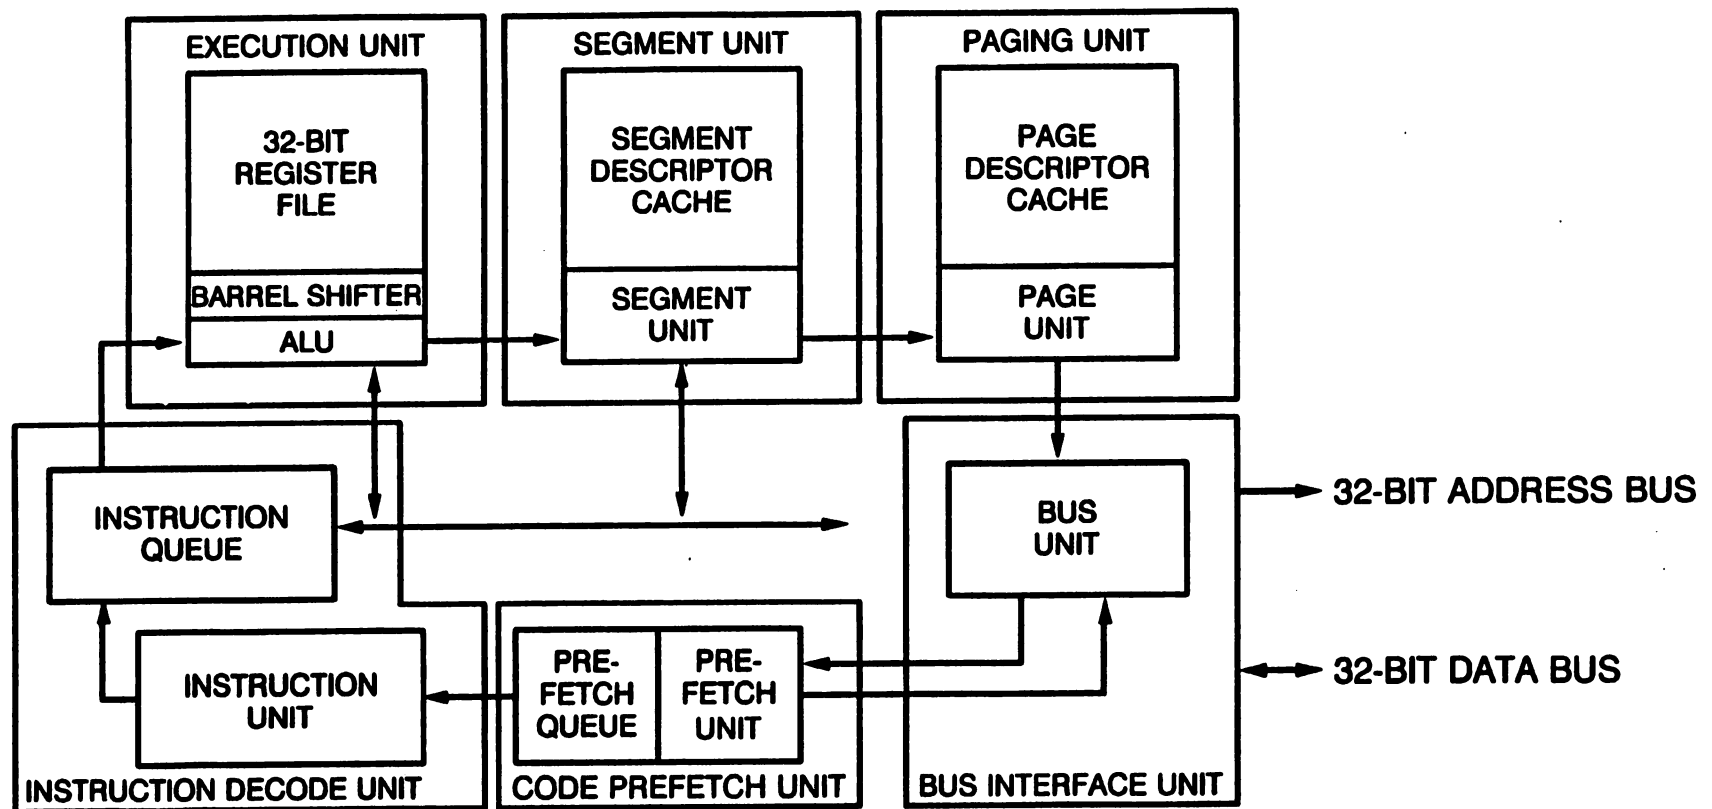 EXECUTION UNIT
32-BIT
REGISTER
FILE
BARREL SHIFTER
ALU
SEGMENT UNIT
SEGMENT
DESCRIPTOR
CACHE
SEGMENT
UNIT
PAGING UNIT
PAGE
DESCRIPTOR
CACHE
PAGE
UNIT
INSTRUCTION
QUEUE
INSTRUCTION
UNIT
INSTRUCTION DECODE UNIT
PRE-
FETCH
QUEUE
PRE-
FETCH
UNIT
CODE PREFETCH UNIT
BUS
UNIT
BUS INTERFACE UNIT
32-BIT ADDRESS BUS
32-BIT DATA BUS